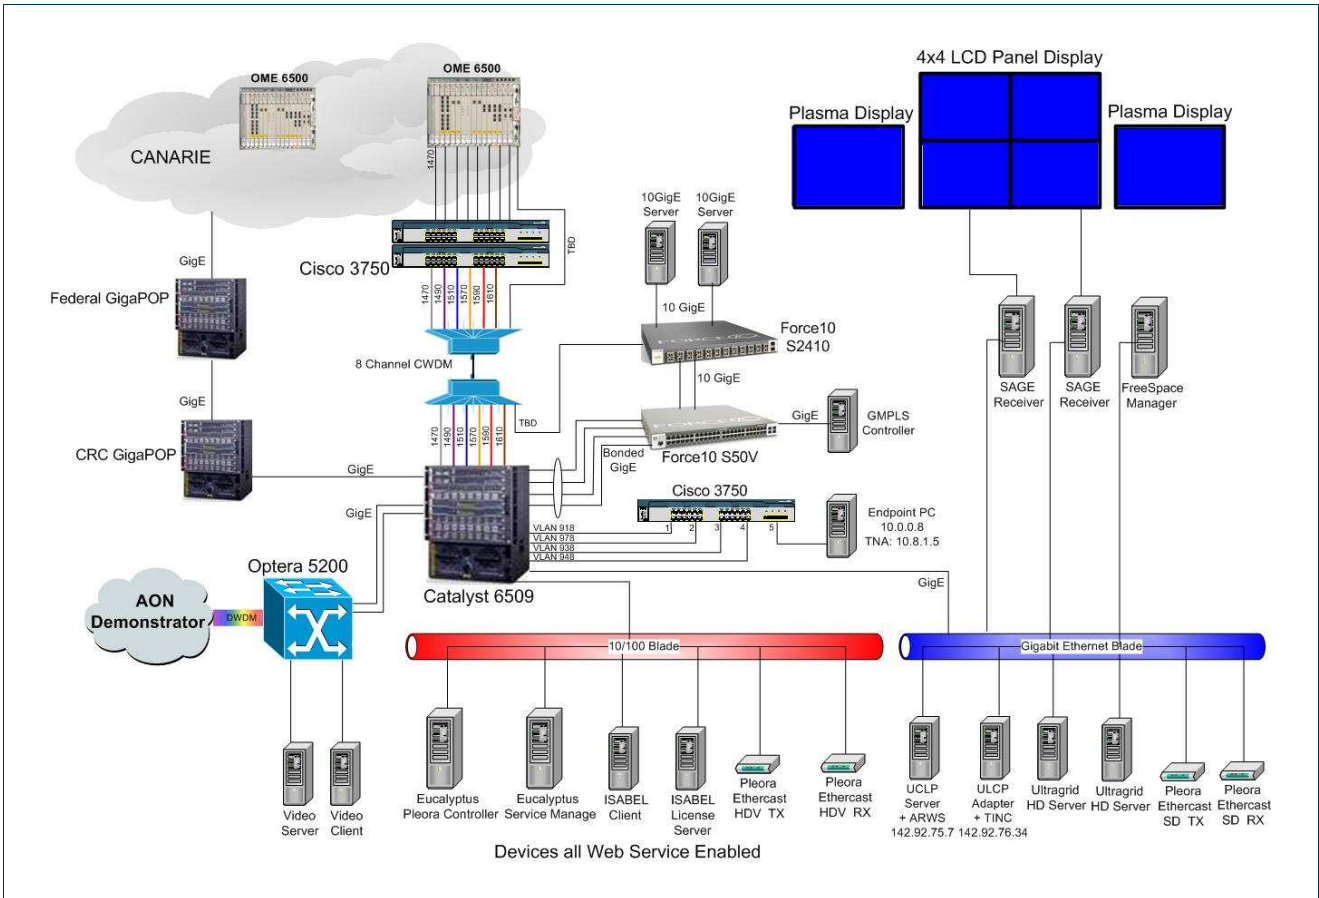 4x4 LCD Panel Display
OME 6500
OME 6500
Plasma Display
Plasma Display
CANARIE
1470
10GigE
Server
10GigE
Server
TBD
GigE
Cisco 3750
Federal GigaPOP
1470
1490
1510
1570
1590
1610
10 GigE
Force10
S2410
8 Channel CWDM
10 GigE
SAGE
Receiver
SAGE
Receiver
FreeSpace
Manager
GigE
TBD
GigE
GMPLS
Controller
CRC GigaPOP
1470
1490
1510
1570
1590
1610
Bonded
GigE
Force10 S50V
GigE
Cisco 3750
GigE
1
2
3
4
5
VLAN 918
VLAN 978
VLAN 938
VLAN 948
Endpoint PC
10.0.0.8
TNA: 10.8.1.5
Optera 5200
Catalyst 6509
GigE
AON
Demonstrator
DWDM
10/100 Blade
Gigabit Ethernet Blade
Video
Server
Video
Client
Eucalyptus
Pleora Controller
Eucalyptus
Service Manage
ISABEL
Client
ISABEL
License
Server
Pleora
Ethercast
HDV TX
Pleora
Ethercast
HDV RX
UCLP
Server
+ ARWS
142.92.75.7
ULCP
Adapter
+ TINC
142.92.76.34
Ultragrid
HD Server
Ultragrid
HD Server
Pleora
Ethercast
SD TX
Pleora
Ethercast
SD RX
Devices all Web Service Enabled